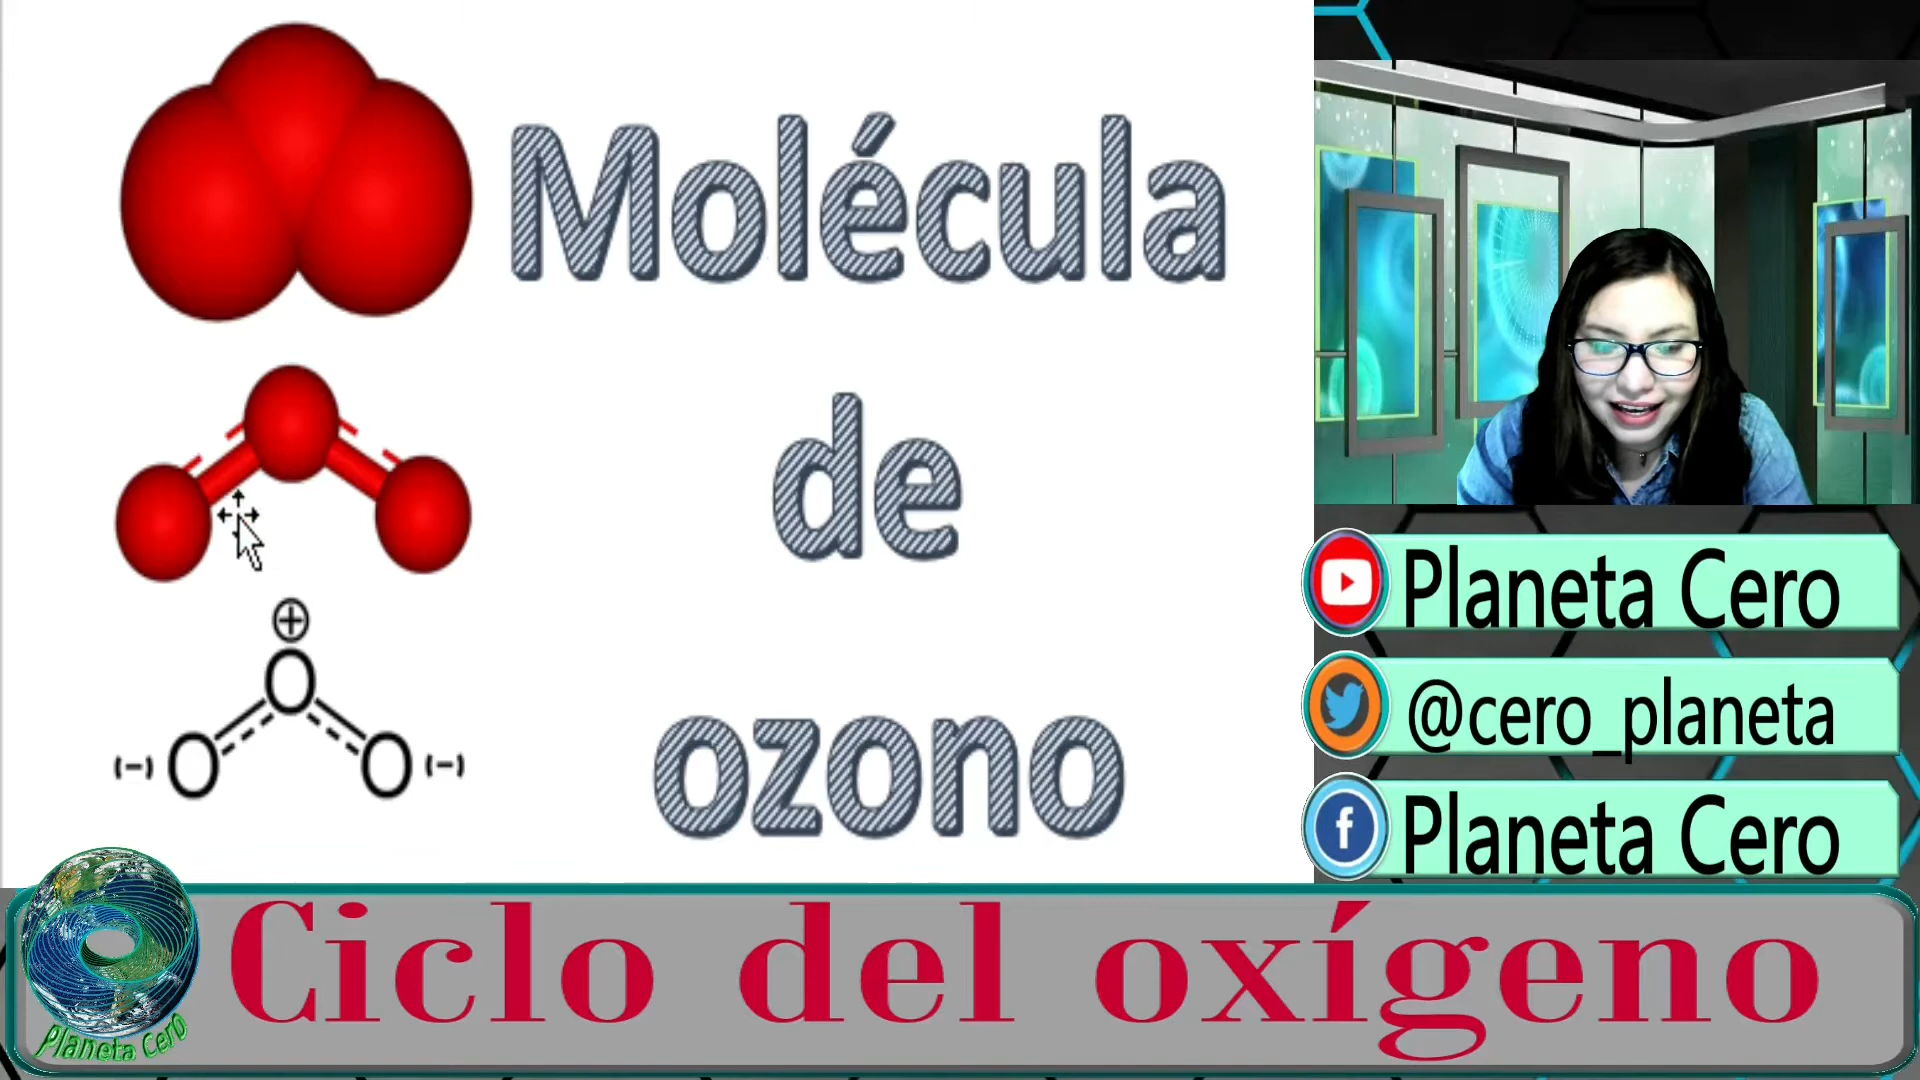 Molécula
de
ozono
+
O
(-) O O (-)
Planeta Cero
@cero_planeta
f
Planeta Cero
Ciclo del oxígeno
Planeta Cero